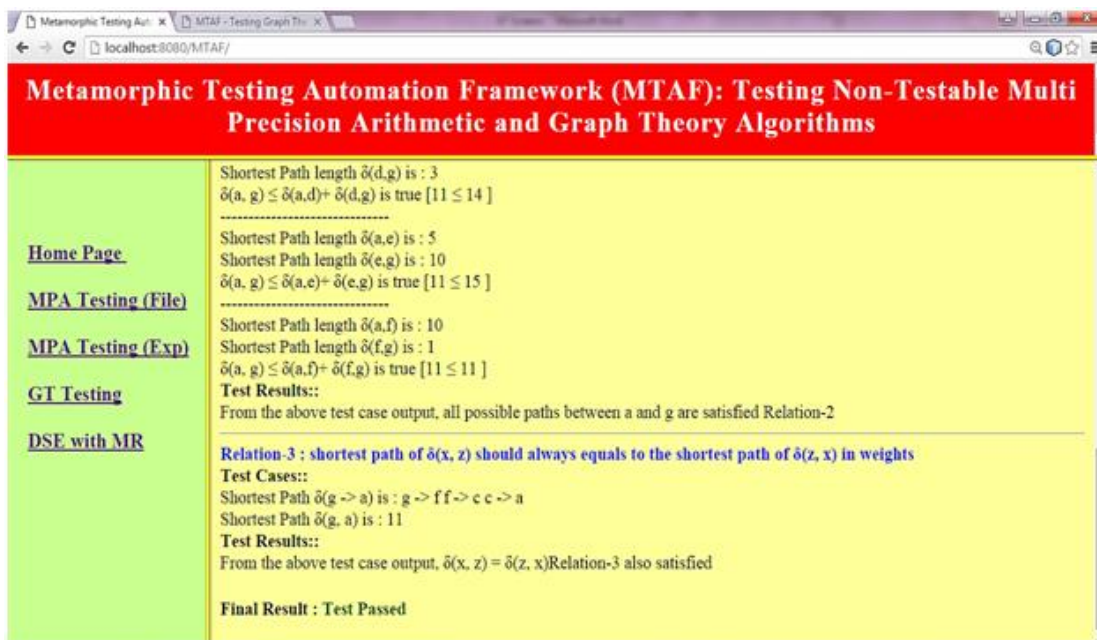 Metamorphic Testing Aut
MTAF - Testing Graph The
localhost:8080/MTAF/
Metamorphic Testing Automation Framework (MTAF): Testing Non-Testable Multi
Precision Arithmetic and Graph Theory Algorithms
Home Page
MPA Testing (File)
MPA Testing (Exp)
GT Testing
DSE with MR
Shortest Path length δ(d,g) is : 3
δ(a, g) ≤ δ(a,d)+ δ(d,g) is true [11 ≤ 14 ]
-------------------------------
Shortest Path length δ(a,e) is : 5
Shortest Path length δ(e,g) is : 10
δ(a, g) ≤ δ(a,e)+ δ(e,g) is true [11 ≤ 15 ]
-------------------------------
Shortest Path length δ(a,f) is : 10
Shortest Path length δ(f,g) is : 1
δ(a, g) ≤ δ(a,f)+ δ(f,g) is true [11 ≤ 11 ]
Test Results::
From the above test case output, all possible paths between a and g are satisfied Relation-2
Relation-3 : shortest path of δ(x, z) should always equals to the shortest path of δ(z, x) in weights
Test Cases::
Shortest Path δ(g -> a) is : g -> f f -> c c -> a
Shortest Path δ(g, a) is : 11
Test Results::
From the above test case output, δ(x, z) = δ(z, x)Relation-3 also satisfied
Final Result : Test Passed